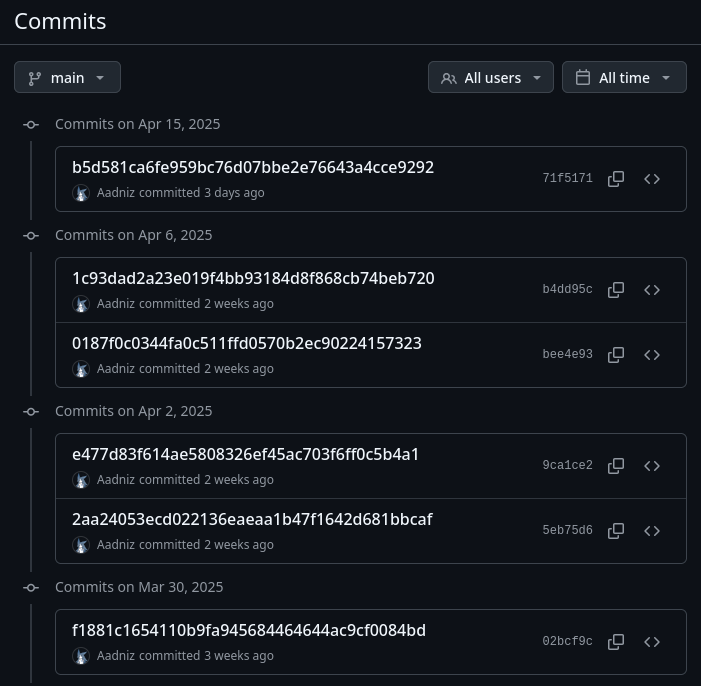 Commits
main
All users
All time
Commits on Apr 15, 2025
b5d581ca6fe959bc76d07bbe2e76643a4cce9292
71f5171
Aadniz committed 3 days ago
Commits on Apr 6, 2025
1c93dad2a23e019f4bb93184d8f868cb74beb720
b4dd95c
Aadniz committed 2 weeks ago
0187f0c0344fa0c511ffd0570b2ec90224157323
bee4e93
Aadniz committed 2 weeks ago
Commits on Apr 2, 2025
e477d83f614ae5808326ef45ac703f6ff0c5b4a1
9ca1ce2
Aadniz committed 2 weeks ago
2aa24053ecd022136eaeaa1b47f1642d681bbcaf
5eb75d6
Aadniz committed 2 weeks ago
Commits on Mar 30, 2025
f1881c1654110b9fa945684464644ac9cf0084bd
02bcf9c
Aadniz committed 3 weeks ago